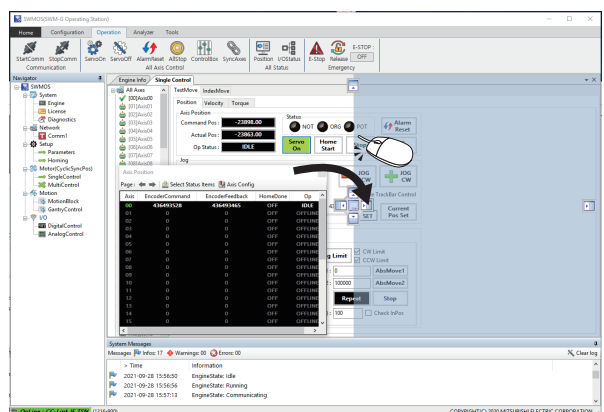 SWMOS(SWM-G Operating Station)
Home Configuration Operation Analyzer Tools
StartComm StopComm ServoOn ServoOff AlarmReset AllStop ControlBox SyncAxes Position I/OStatus E-Stop Release E-STOP : OFF
Communication All Axis Control All Status Emergency
Navigator
SWMOS
System
Engine
License
Diagnostics
Network
Comm1
Setup
Parameters
Homing
Motor(CyclicSyncPos)
SingleControl
MultiControl
Motion
MotionBlock
GantryControl
I/O
DigitalControl
AnalogControl
Engine Info Single Control
All Axes
[00]Axis00
[01]Axis01
[02]Axis02
[03]Axis03
[04]Axis04
[05]Axis05
[06]Axis06
[07]Axis07
[08]Axis08
TestMove IndexMove
Position Velocity Torque
Axis Position
Command Pos : -23898.00
Actual Pos : -23863.00
Op Status : IDLE
Status
NOT ORG POT
Alarm Reset
Servo On
Home Start
Jog
JOG CW
JOG CCW
TrackBar Control
SET
Current Pos Set
Limit
CW Limit
CCW Limit
0 AbsMove1
100000 AbsMove2
Repeat Stop
100 Check InPos
Axis Position
Page : Select Status Items Axis Config
Axis EncoderCommand EncoderFeedback HomeDone Op
00 436493528 436493465 OFF IDLE
01 0 0 OFF OFFLINE
02 0 0 OFF OFFLINE
03 0 0 OFF OFFLINE
04 0 0 OFF OFFLINE
05 0 0 OFF OFFLINE
06 0 0 OFF OFFLINE
07 0 0 OFF OFFLINE
08 0 0 OFF OFFLINE
09 0 0 OFF OFFLINE
10 0 0 OFF OFFLINE
11 0 0 OFF OFFLINE
12 0 0 OFF OFFLINE
13 0 0 OFF OFFLINE
14 0 0 OFF OFFLINE
15 0 0 OFF OFFLINE
System Messages
Messages Infos: 17 Warnings: 00 Errors: 00 Clear log
Time Information
2021-09-28 15:56:50 EngineState: Idle
2021-09-28 15:56:56 EngineState: Running
2021-09-28 15:57:13 EngineState: Communicating